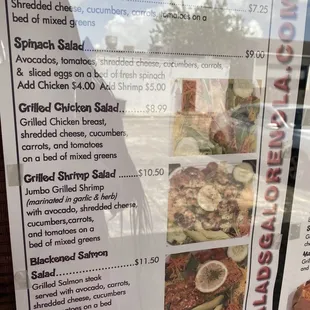 Shredded cheese, cucumbers, carrots, tomatoes on a
bed of mixed greens
$7.25
Spinach Salad
$9.00
Avocados, tomatoes, shredded cheese, cucumbers, carrots,
& sliced eggs on a bed of fresh spinach
Add Chicken $4.00 Add Shrimp $5.00
Grilled Chicken Salad..........$8.99
Grilled Chicken breast,
shredded cheese, cucumbers,
carrots, and tomatoes
on a bed of mixed greens
Grilled Shrimp Salad ........$10.50
Jumbo Grilled Shrimp
(marinated in garlic & herb)
with avocado, shredded cheese,
cucumbers, carrots,
and tomatoes on a
bed of mixed greens
Blackened Salmon
Salad........................$11.50
Grilled Salmon steak
served with avocado, carrots,
shredded cheese, cucumbers
tomatoes on a bed
ALADSGALORENOLA.COM